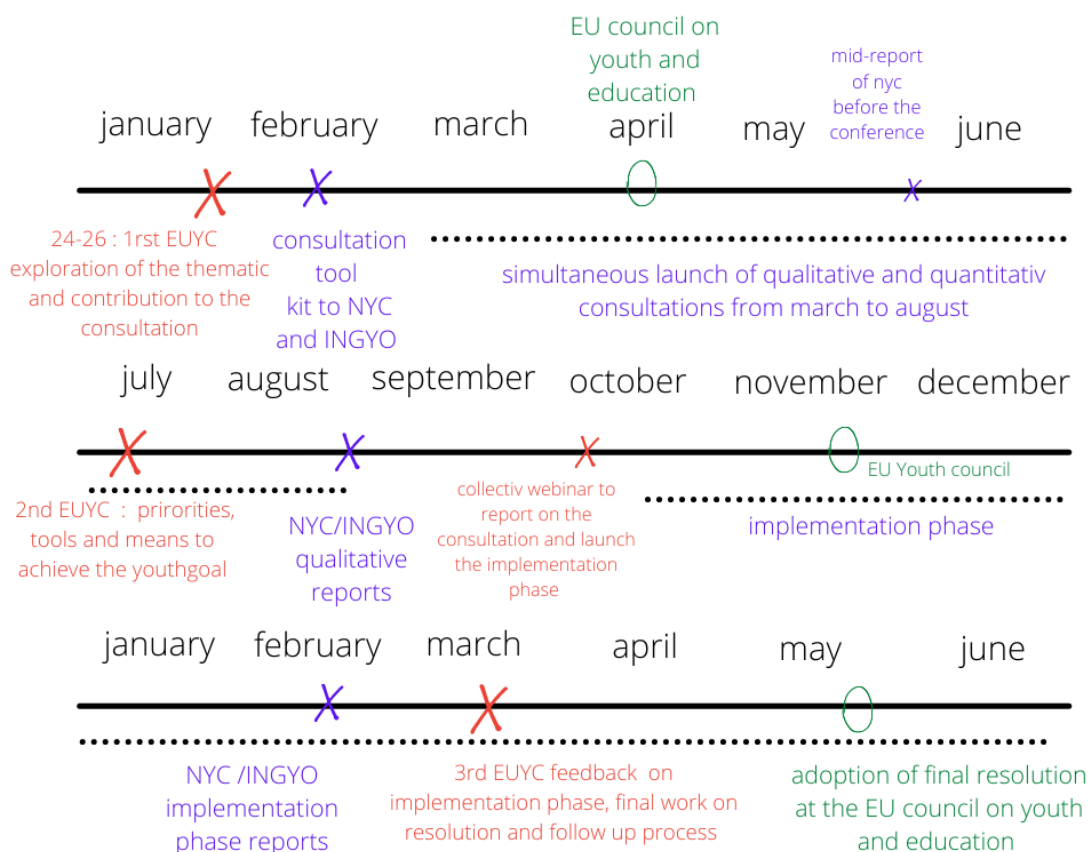 EU council on
youth and
education
mid-report
of nyc
before the
conference
january
february
march
april
may
june
24-26 : 1rst EUYC
exploration of the thematic
and contribution to the
consultation
consultation
tool
kit to NYC
and INGYO
simultaneous launch of qualitative and quantitativ
consultations from march to august
july
august
september
october
november
december
2nd EUYC : prirorities,
tools and means to
achieve the youthgoal
NYC/INGYO
qualitative
reports
collectiv webinar to
report on the
consultation and launch
the implementation
phase
EU Youth council
implementation phase
january
february
march
april
may
june
NYC /INGYO
implementation
phase reports
3rd EUYC feedback on
implementation phase, final work on
resolution and follow up process
adoption of final resolution
at the EU council on youth
and education